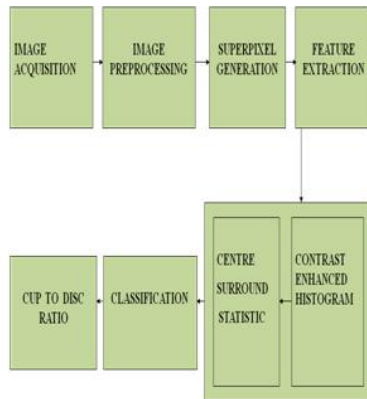 IMAGE
ACQUISITION
IMAGE
PREPROCESSING
SUPERPIXEL
GENERATION
FEATURE
EXTRACTION
CONTRAST
ENHANCED
HISTOGRAM
CENTRE
SURROUND
STATISTIC
CLASSIFICATION
CUP TO DISC
RATIO